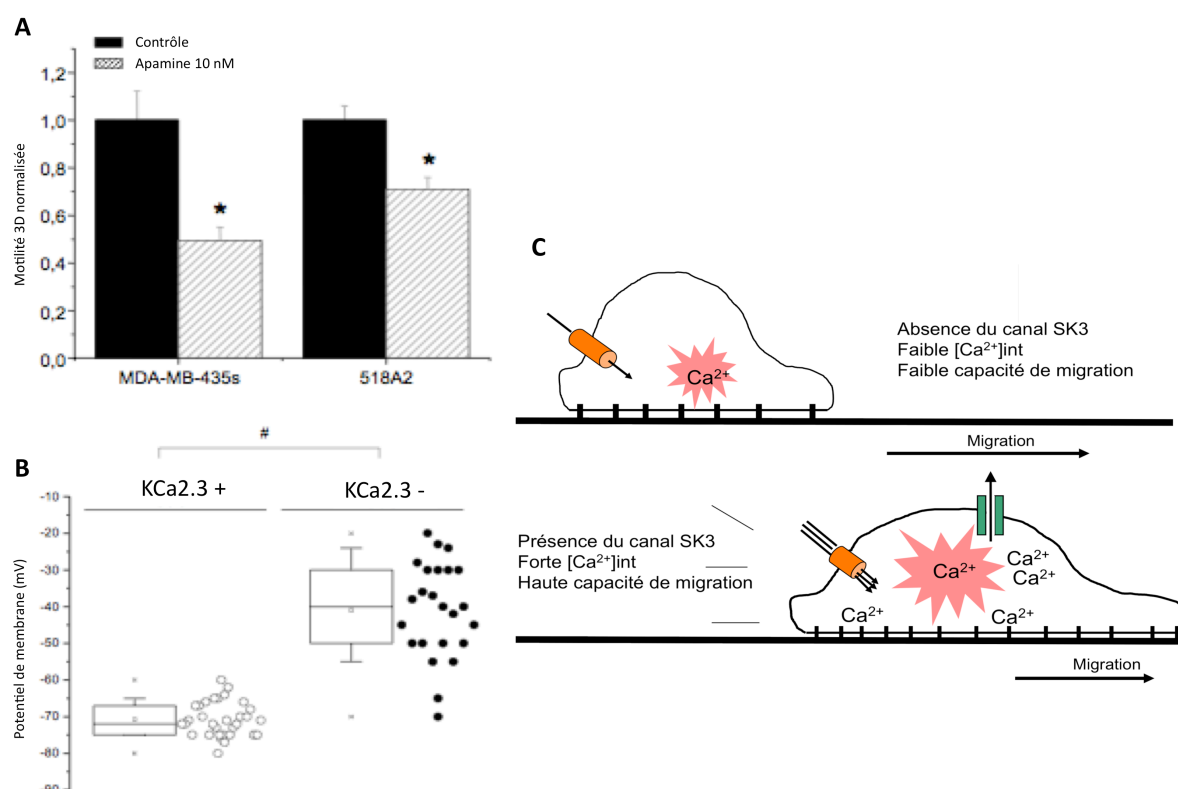 A
Contrôle
Apamine 10 nM
Motilité 3D normalisée
1,2
1,0
0,8
0,6
0,4
0,2
0,0
*
*
MDA-MB-435s
518A2
B
#
KCa2.3 +
KCa2.3 -
Potentiel de membrane (mV)
-10
-20
-30
-40
-50
-60
-70
-80
-90
C
Ca2+
Absence du canal SK3
Faible [Ca2+]int
Faible capacité de migration
Migration
Présence du canal SK3
Forte [Ca2+]int
Haute capacité de migration
Ca2+
Ca2+
Ca2+
Ca2+
Ca2+
Migration